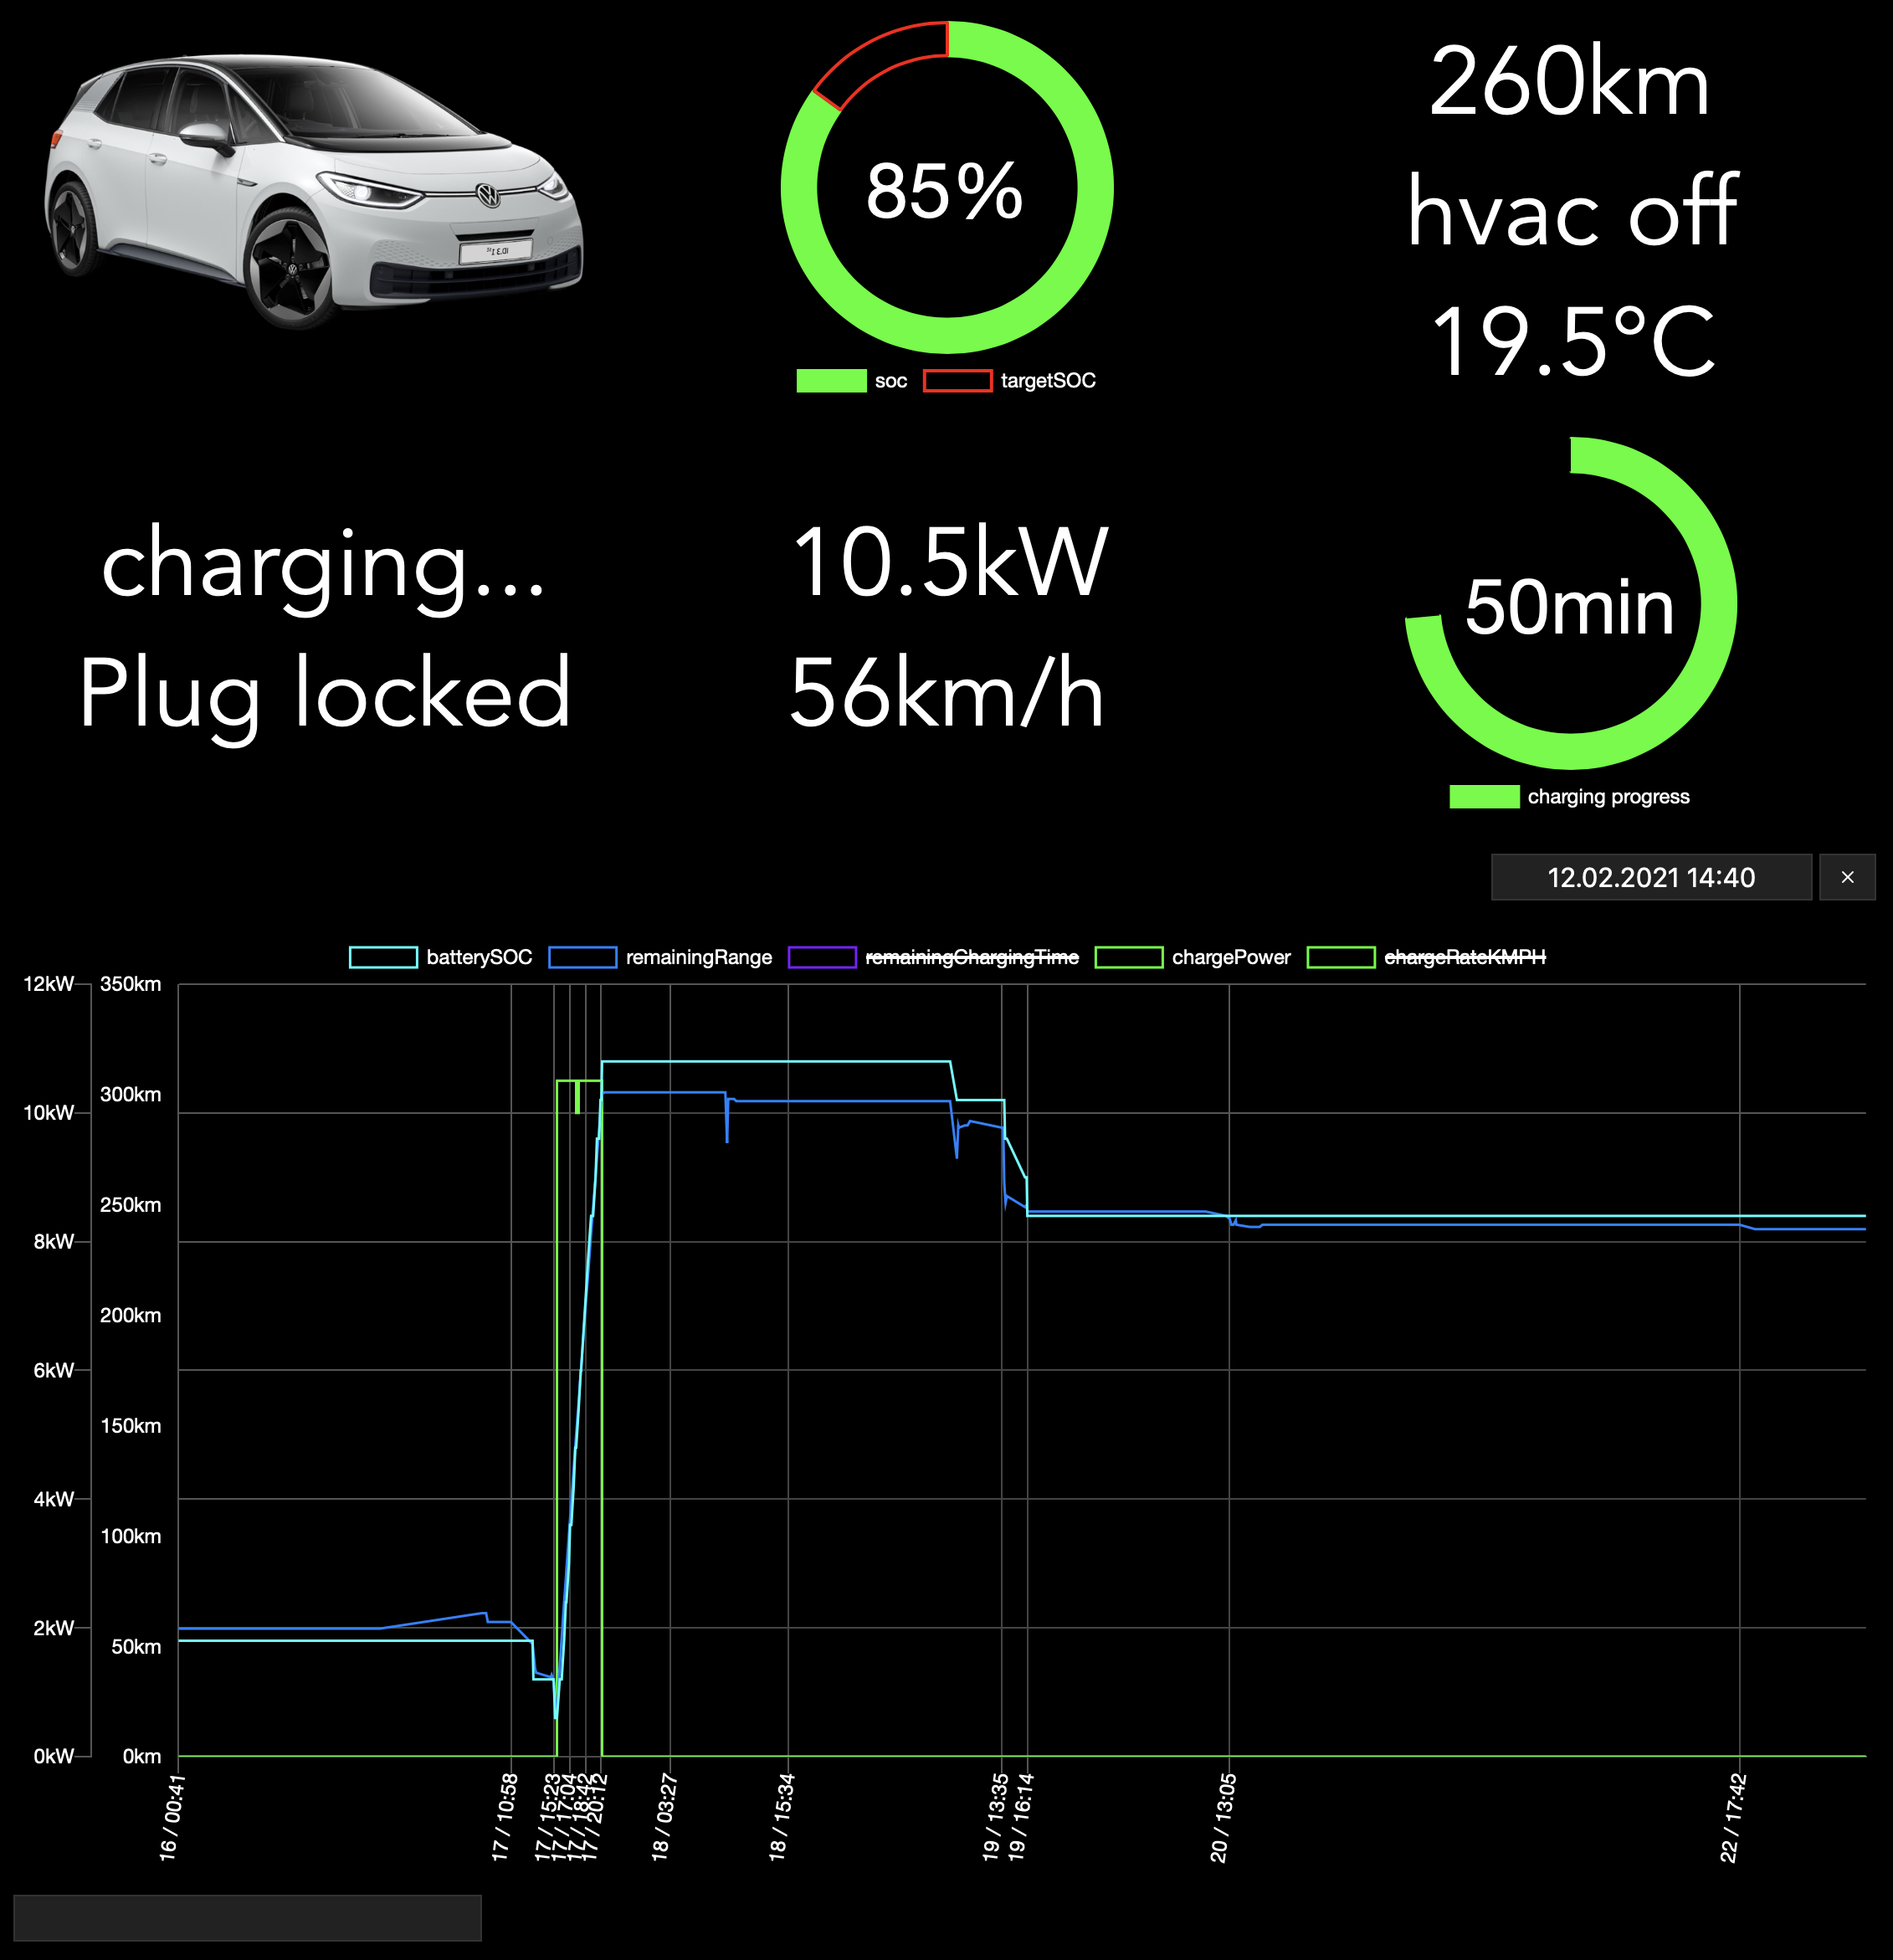 85%
soc
targetSOC
260km
hvac off
19.5°C
charging...
Plug locked
10.5kW
56km/h
50min
charging progress
12.02.2021 14:40
×
batterySOC
remainingRange
remainingChargingTime
chargePower
chargeRateKMPH
12kW
10kW
8kW
6kW
4kW
2kW
0kW
350km
300km
250km
200km
150km
100km
50km
0km
16 / 00:41
17 / 10:58
17 / 15:23
17 / 17:04
17 / 18:42
17 / 20:12
18 / 03:27
18 / 15:34
19 / 13:35
19 / 16:14
20 / 13:05
22 / 17:42